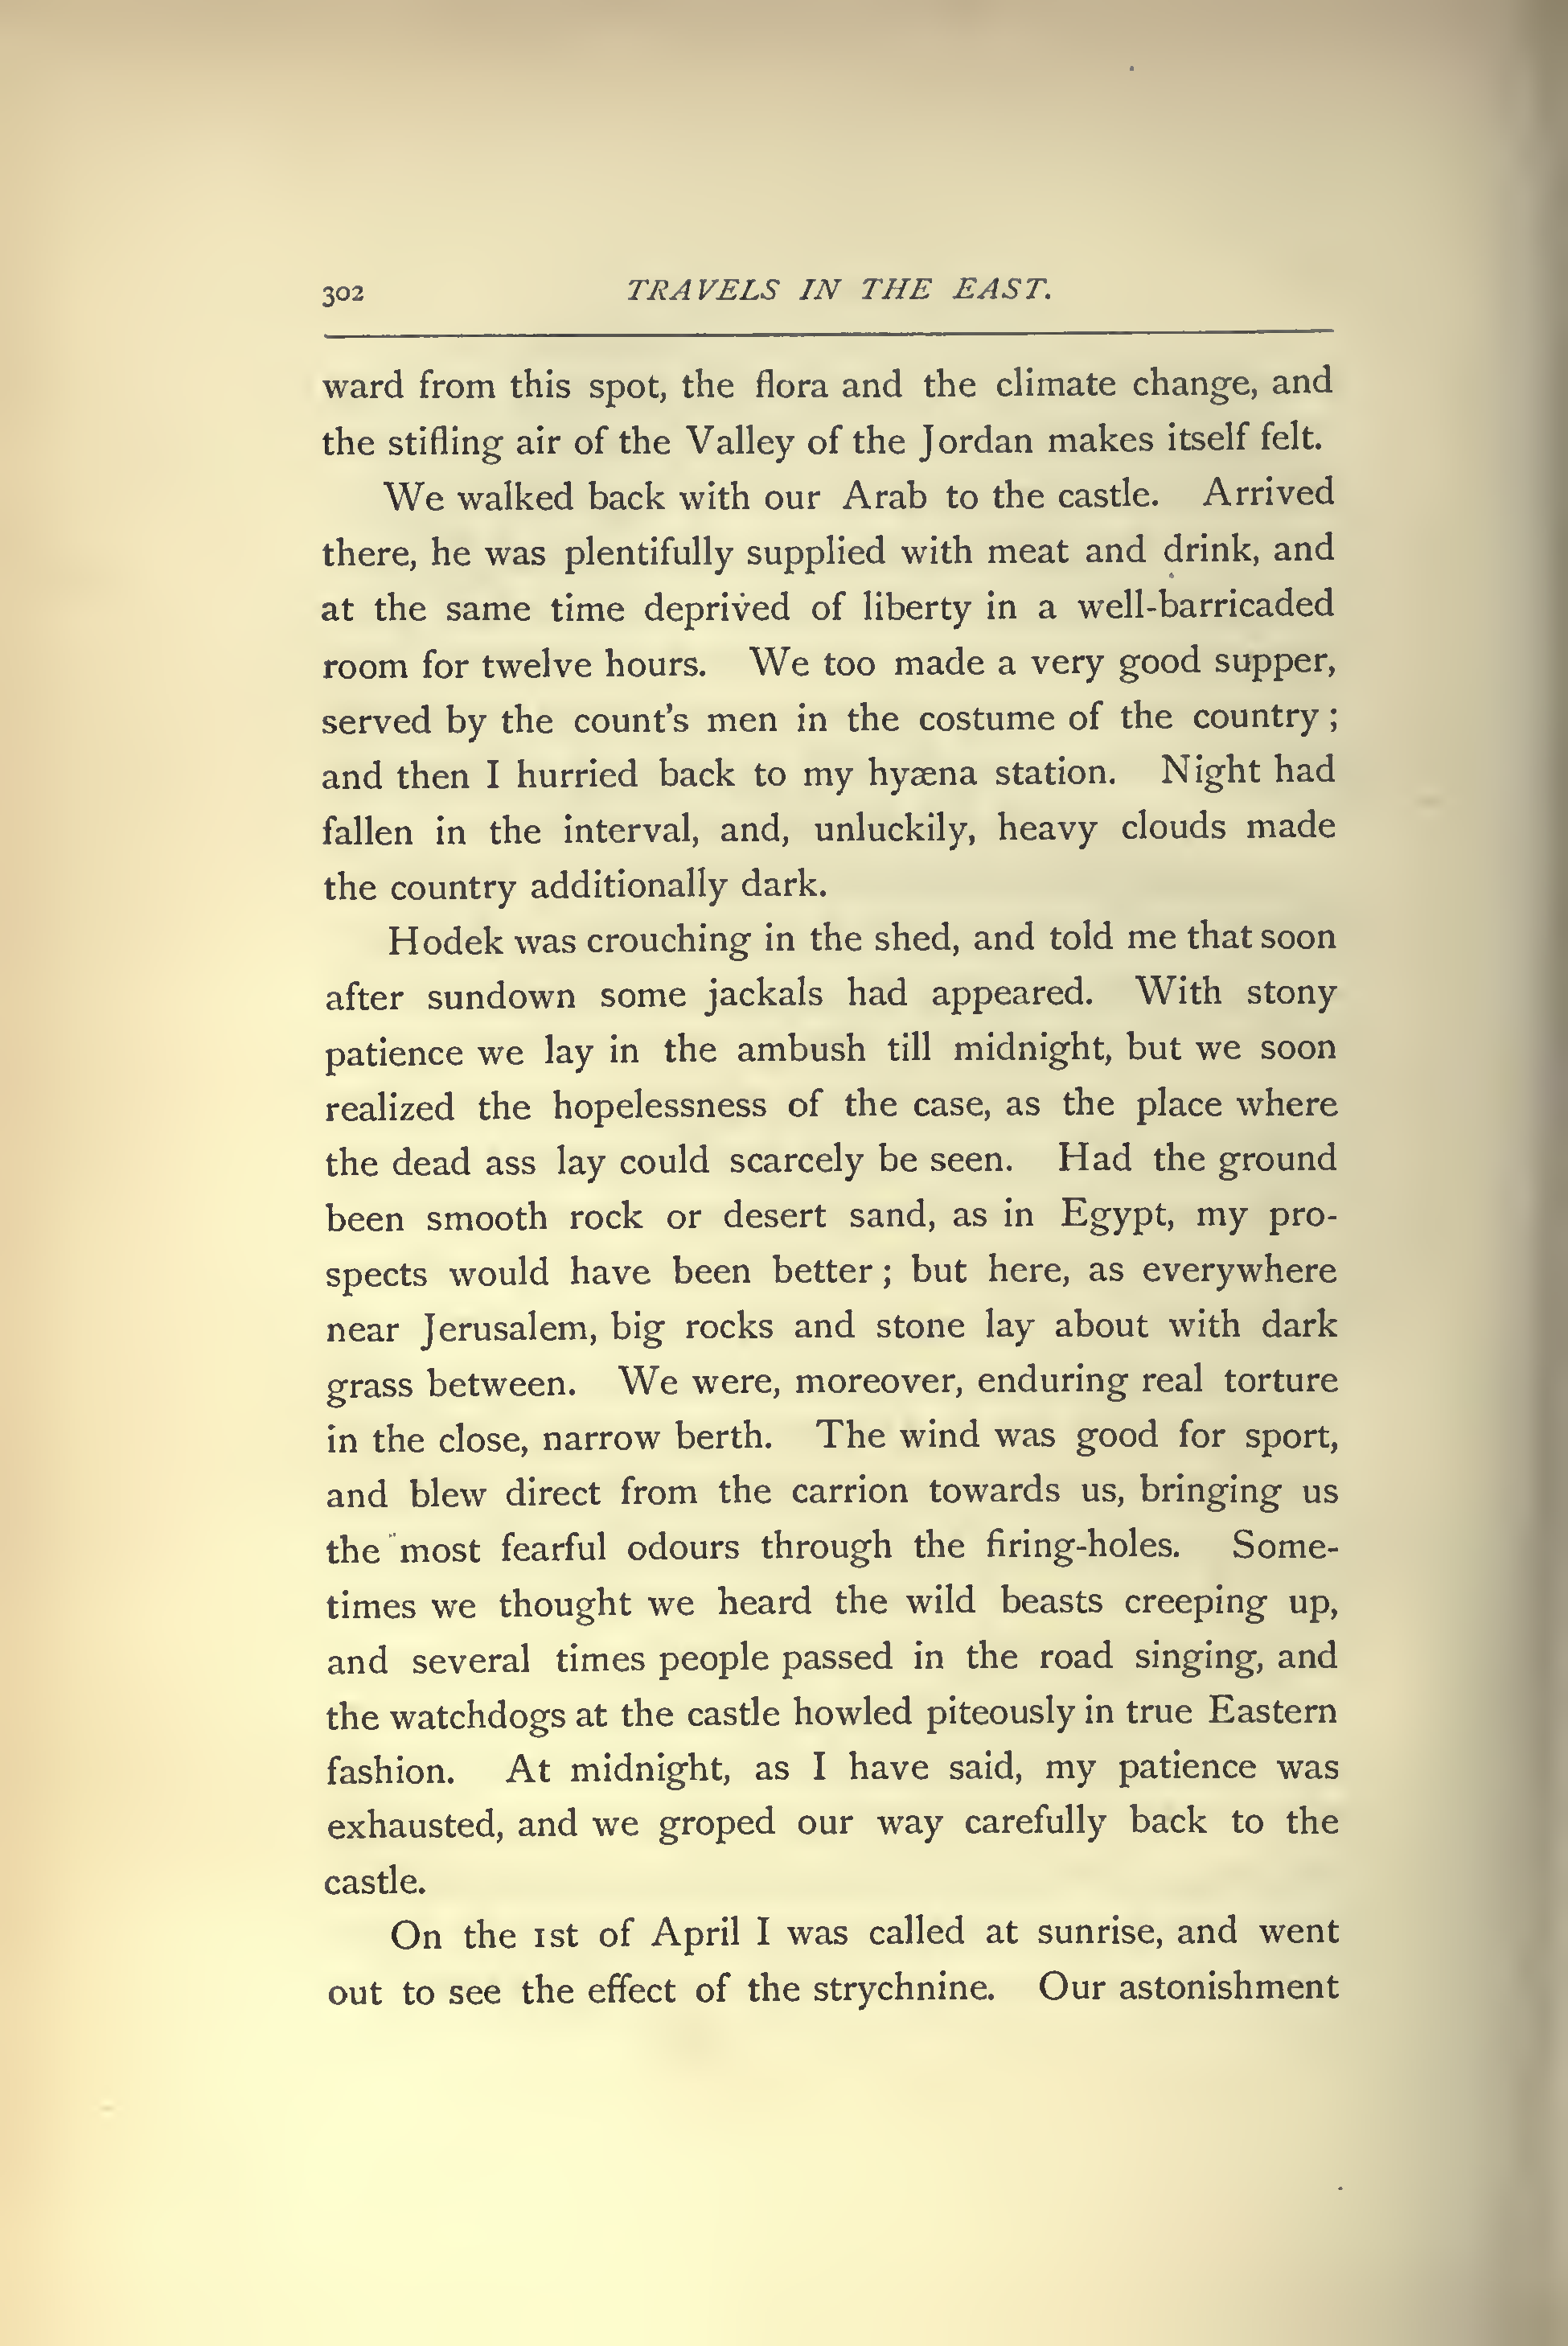 302 TRAVELS IN THE EAST.
ward from this spot, the flora and the climate change, and
the stifling air of the Valley of the Jordan makes itself felt.
We walked back with our Arab to the castle. Arrived
there, he was plentifully supplied with meat and drink, and
at the same time deprived of liberty in a well-barricaded
room for twelve hours. We too made a very good supper,
served by the count's men in the costume of the country ;
and then I hurried back to my hyæna station. Night had
fallen in the interval, and, unluckily, heavy clouds made
the country additionally dark.
Hodek was crouching in the shed, and told me that soon
after sundown some jackals had appeared. With stony
patience we lay in the ambush till midnight, but we soon
realized the hopelessness of the case, as the place where
the dead ass lay could scarcely be seen. Had the ground
been smooth rock or desert sand, as in Egypt, my pro-
spects would have been better ; but here, as everywhere
near Jerusalem, big rocks and stone lay about with dark
grass between. We were, moreover, enduring real torture
in the close, narrow berth. The wind was good for sport,
and blew direct from the carrion towards us, bringing us
the most fearful odours through the firing-holes. Some-
times we thought we heard the wild beasts creeping up,
and several times people passed in the road singing, and
the watchdogs at the castle howled piteously in true Eastern
fashion. At midnight, as I have said, my patience was
exhausted, and we groped our way carefully back to the
castle.
On the 1st of April I was called at sunrise, and went
out to see the effect of the strychnine. Our astonishment